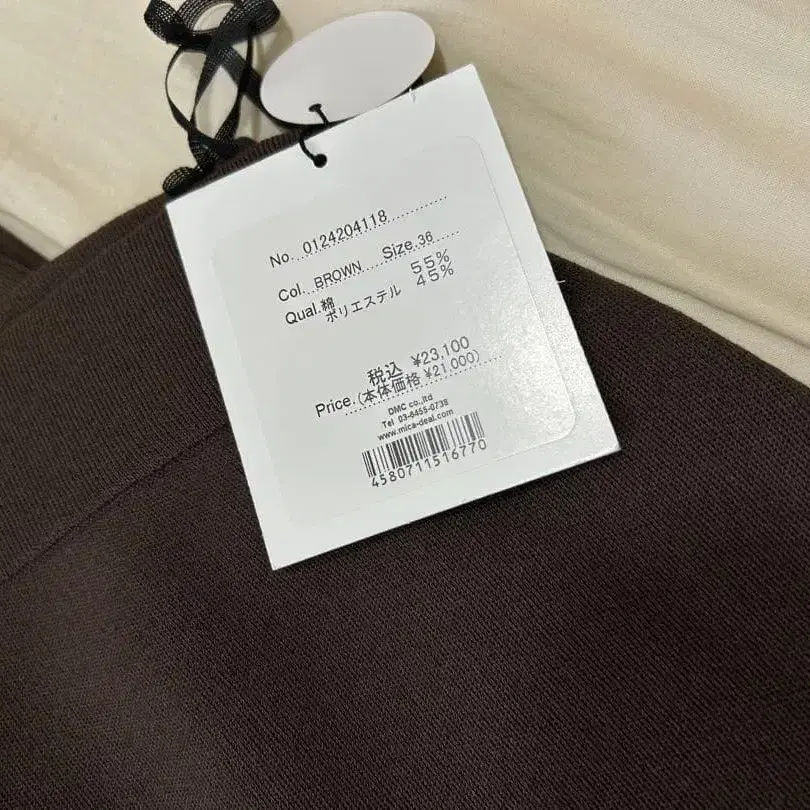 No. 0124204118
Col. BROWN Size.36
Qual.綿 55%
ポリエステル 45%
税込 ¥23,100
Price.(本体価格 ¥21,000)
DMC co.,ltd
Tel 03-6455-0738
www.mica-deal.com
4580711516770